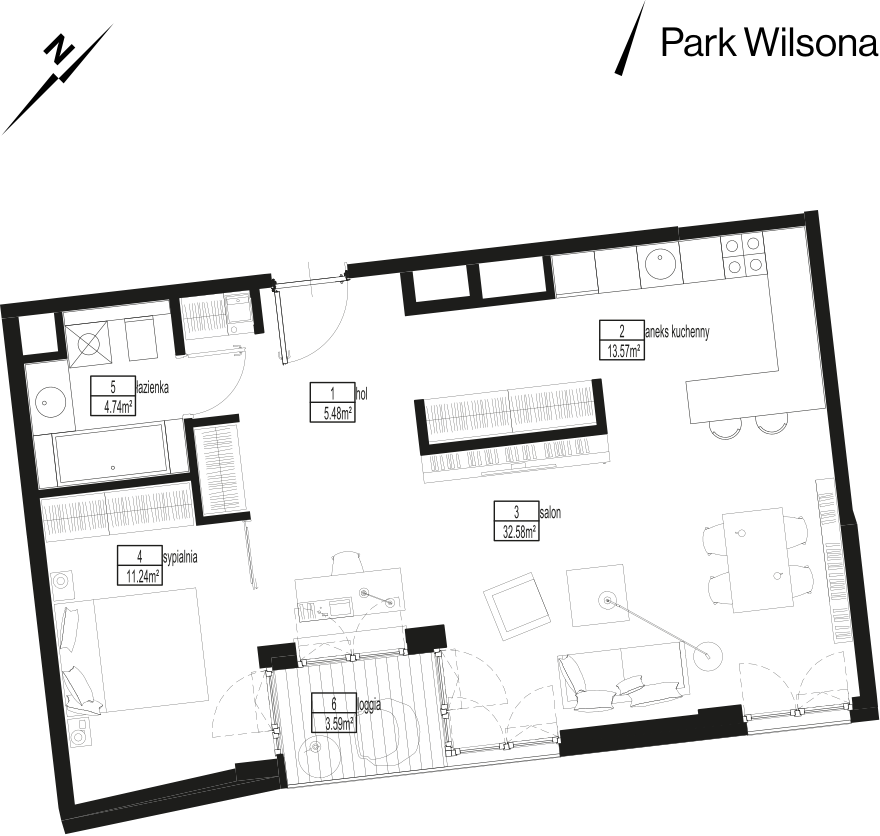 N
Park Wilsona
2 aneks kuchenny
13.57m²
5 łazienka
4.74m²
1 hol
5.48m²
3 salon
32.58m²
4 sypialnia
11.24m²
6 loggia
3.59m²